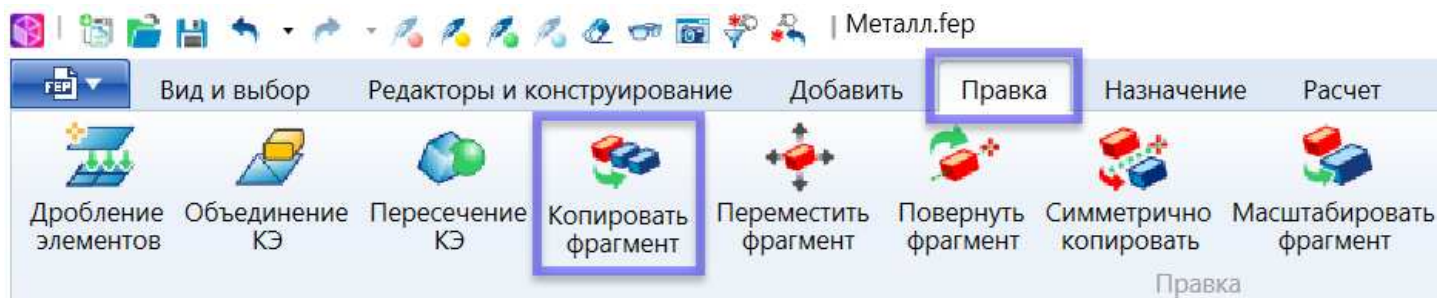 | Металл.fep
FEP
Вид и выбор Редакторы и конструирование Добавить Правка Назначение Расчет
Дробление Объединение Пересечение Копировать Переместить Повернуть Симметрично Масштабировать
элементов КЭ КЭ фрагмент фрагмент фрагмент копировать фрагмент
Правка